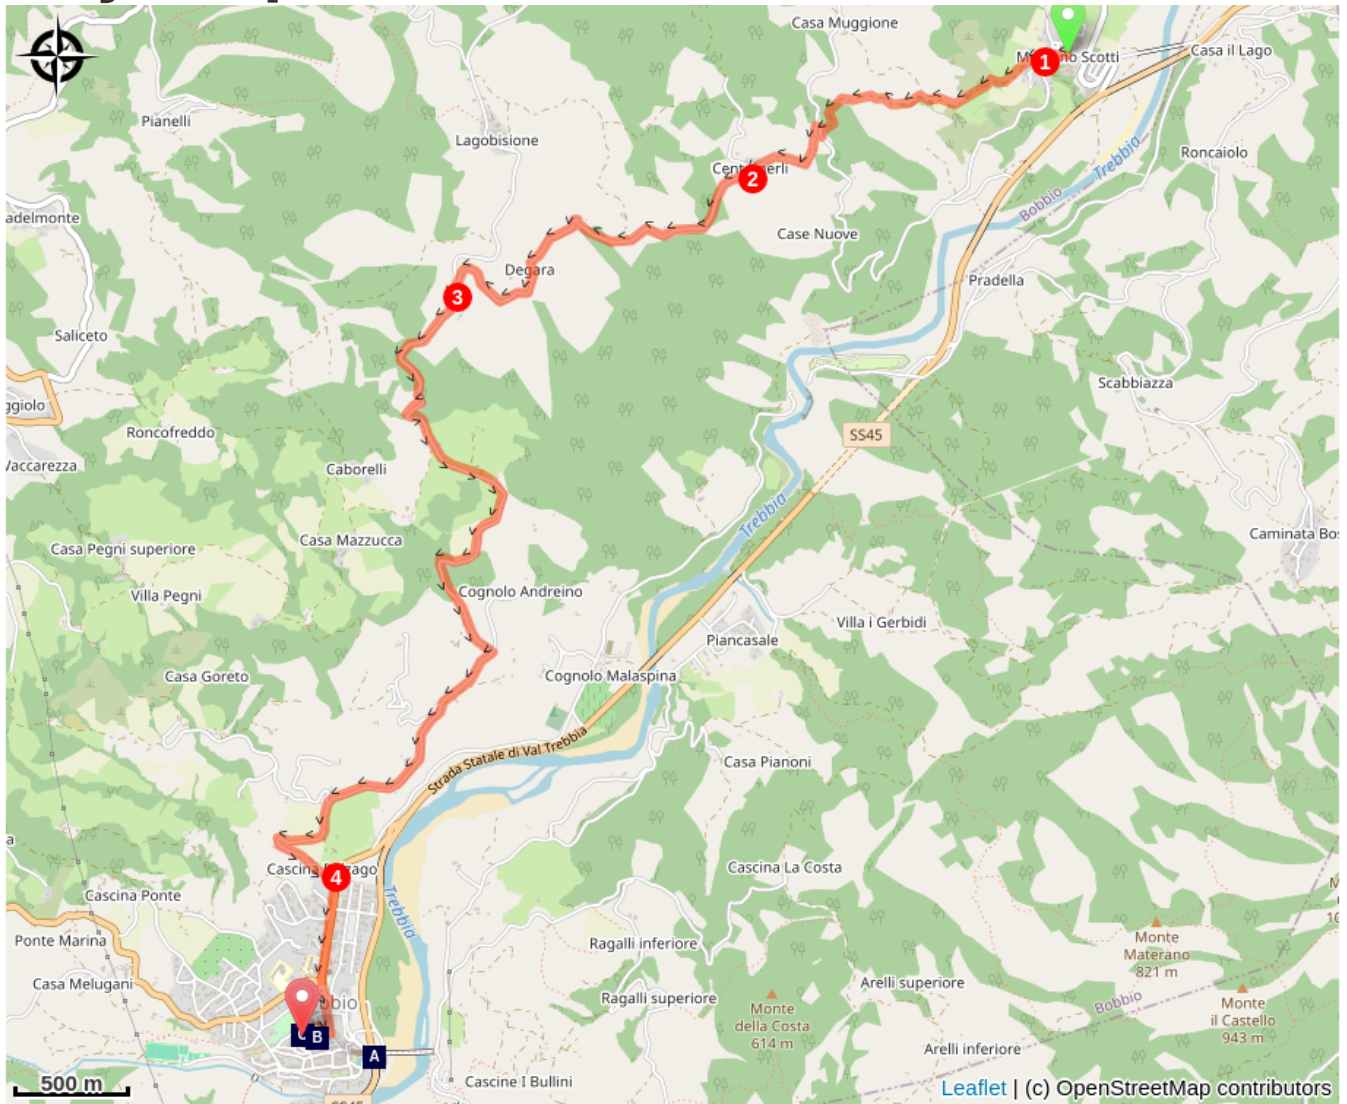 Casa Muggione
1
Scotti
Casa il Lago
Pianelli
Lagobisione
Trebbia
Roncaiolo
2
Bobbio
adelmonte
Case Nuove
Degara
Pradella
3
Saliceto
Scabbiazza
ggiolo
Roncofreddo
SS45
Vaccarezza
Caborelli
Trebbia
Casa Mazzucca
Caminata Bos
Casa Pegni superiore
Cognolo Andreino
Villa Pegni
Villa i Gerbidi
Piancasale
Casa Goreto
Cognolo Malaspina
Strada Statale di Val Trebbia
Casa Pianoni
a
Cascina
4
Cascina La Costa
Cascina Ponte
Trebbia
Ponte Marina
Ragalli inferiore
Monte
Materano
821 m
Casa Melugani
Arelli superiore
Ragalli superiore
Bobbio
Monte
della Costa
614 m
Monte
il Castello
943 m
B
A
Arelli inferiore
Cascine I Bullini
500 m
Leaflet | (c) OpenStreetMap contributors